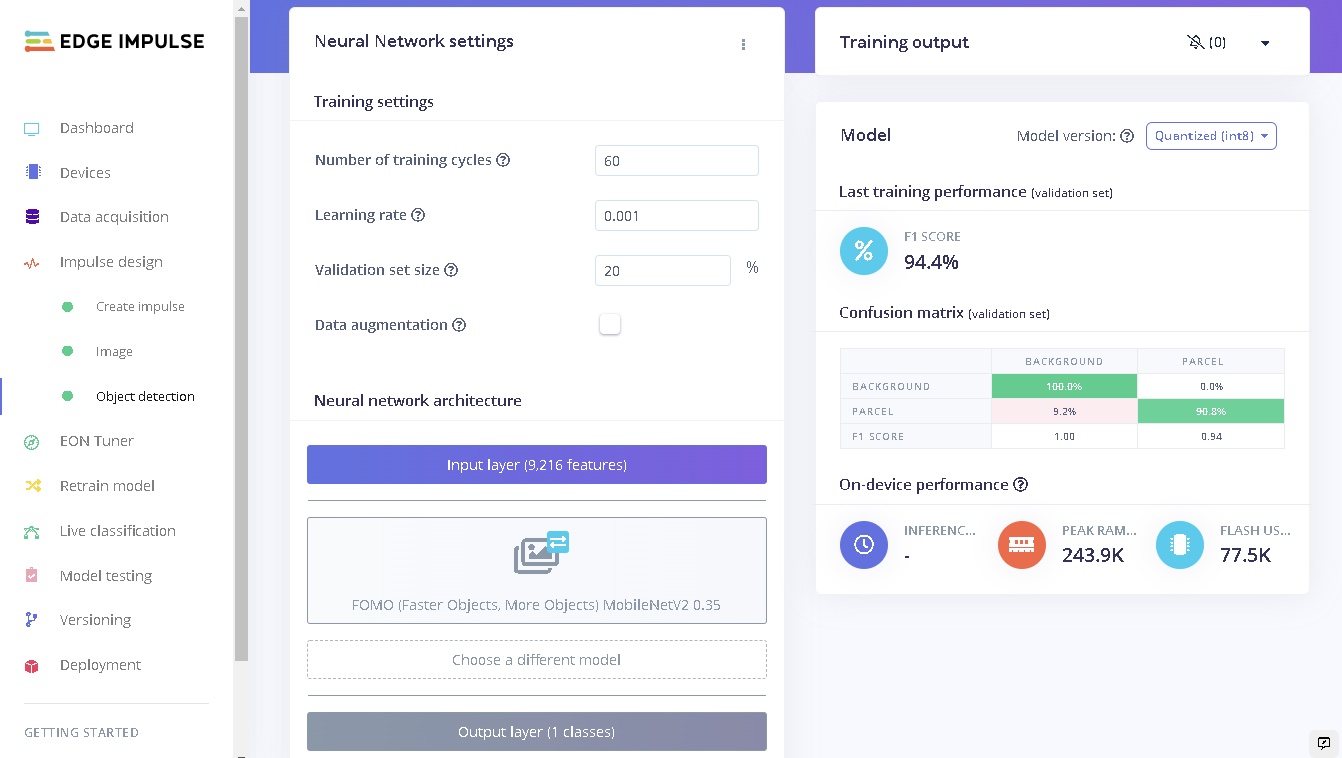 EDGE IMPULSE
Dashboard
Devices
Data acquisition
Impulse design
Create impulse
Image
Object detection
EON Tuner
Retrain model
Live classification
Model testing
Versioning
Deployment
GETTING STARTED
Neural Network settings
Training settings
Number of training cycles
60
Learning rate
0.001
Validation set size
20 %
Data augmentation
Neural network architecture
Input layer (9,216 features)
FOMO (Faster Objects, More Objects) MobileNetV2 0.35
Choose a different model
Output layer (1 classes)
Training output
(0)
Model
Model version: Quantized (int8)
Last training performance (validation set)
%
F1 SCORE
94.4%
Confusion matrix (validation set)
BACKGROUND PARCEL
BACKGROUND 100.0% 0.0%
PARCEL 9.2% 90.8%
F1 SCORE 1.00 0.94
On-device performance
INFERENC... PEAK RAM... FLASH US...
- 243.9K 77.5K